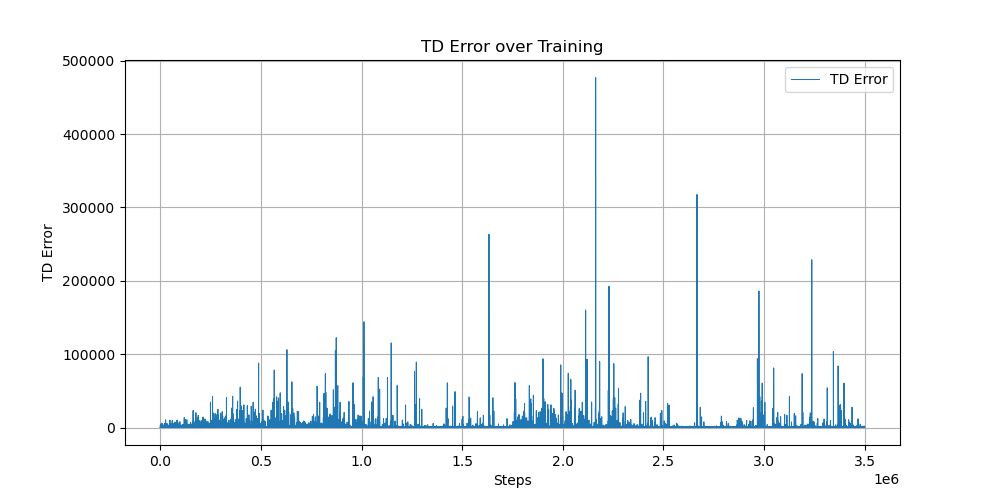 TD Error over Training
TD Error
500000
400000
300000
200000
100000
0
TD Error
0.0 0.5 1.0 1.5 2.0 2.5 3.0 3.5
1e6
Steps